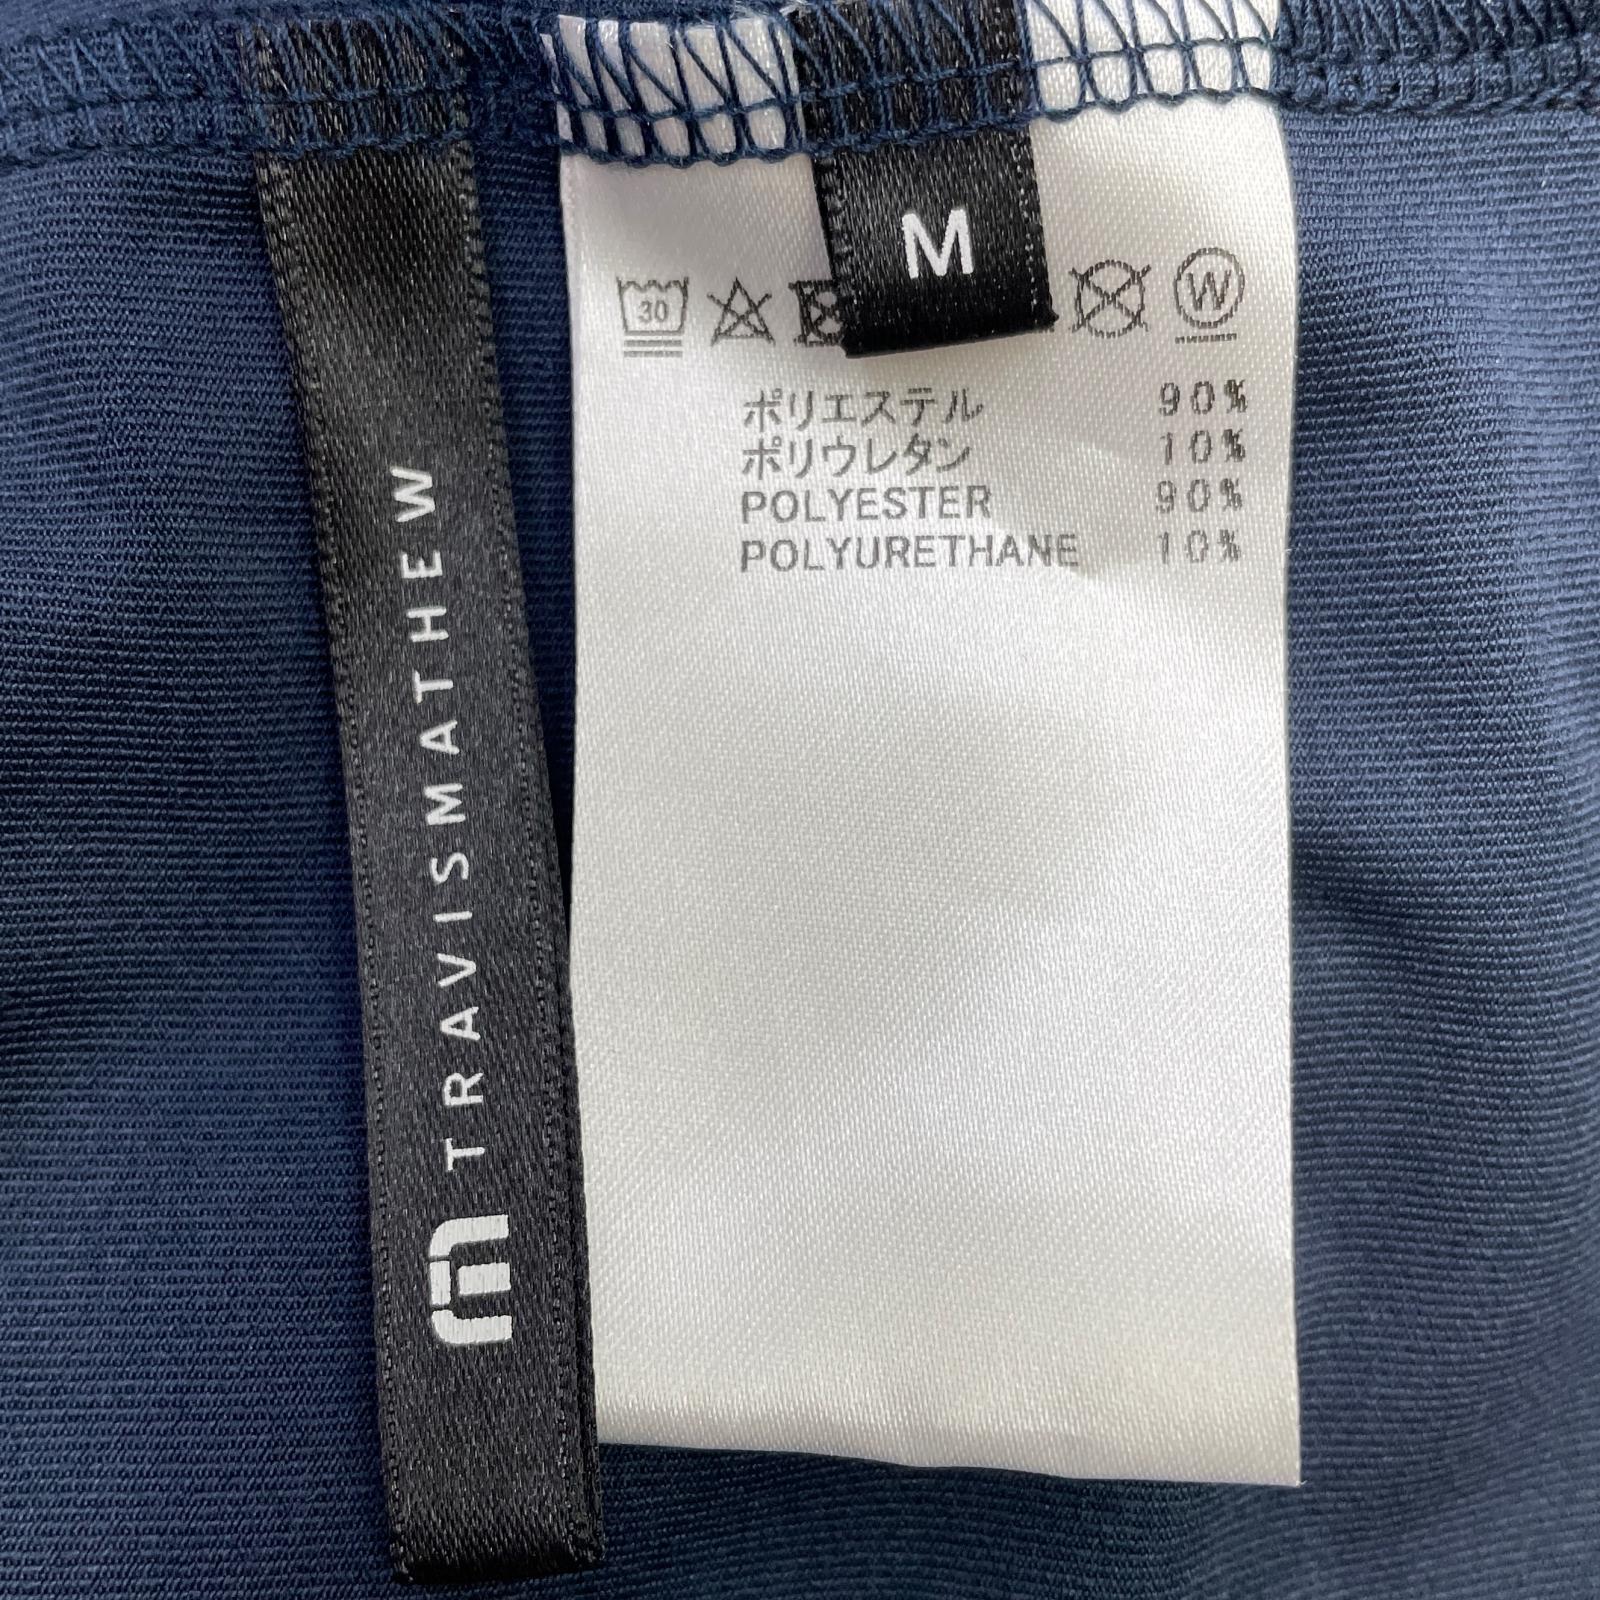 M
30
W
ポリエステル 90%
ポリウレタン 10%
POLYESTER 90%
POLYURETHANE 10%
TRAVISMATHEW